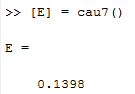 >> [E] = cau7()
E =
0.1398